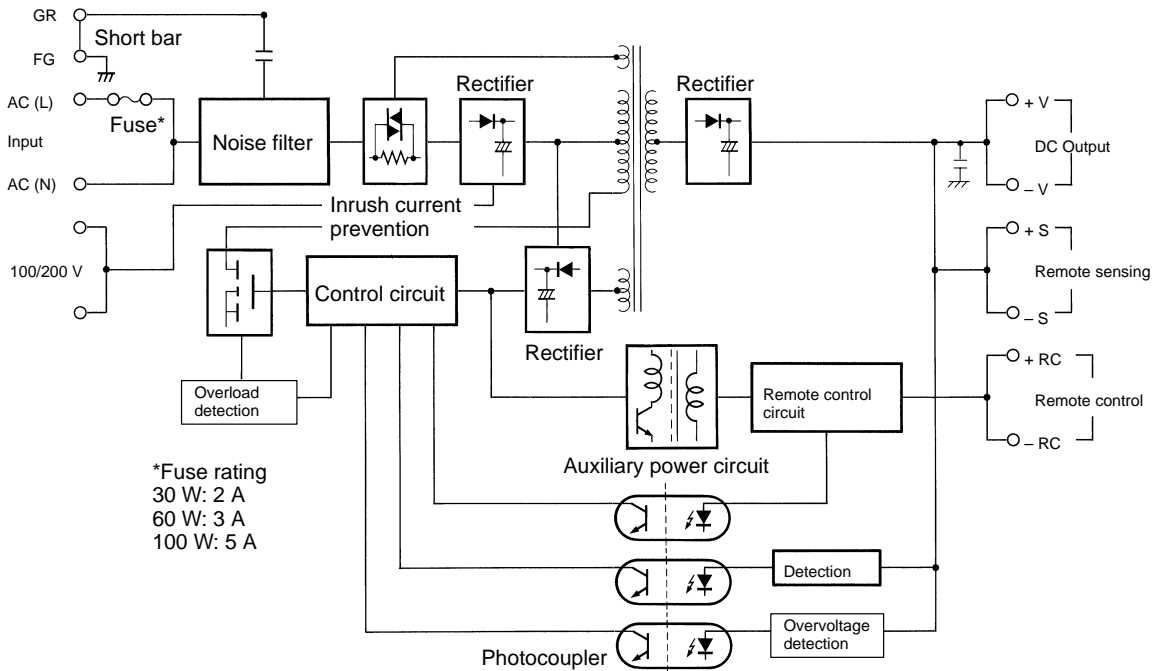 GR
Short bar
FG
AC (L)
Fuse*
Input
AC (N)
100/200 V
Noise filter
Rectifier
Inrush current
prevention
Rectifier
+ V
DC Output
– V
+ S
Remote sensing
– S
Control circuit
Rectifier
Overload
detection
Remote control
circuit
+ RC
Remote control
– RC
Auxiliary power circuit
*Fuse rating
30 W: 2 A
60 W: 3 A
100 W: 5 A
Detection
Overvoltage
detection
Photocoupler